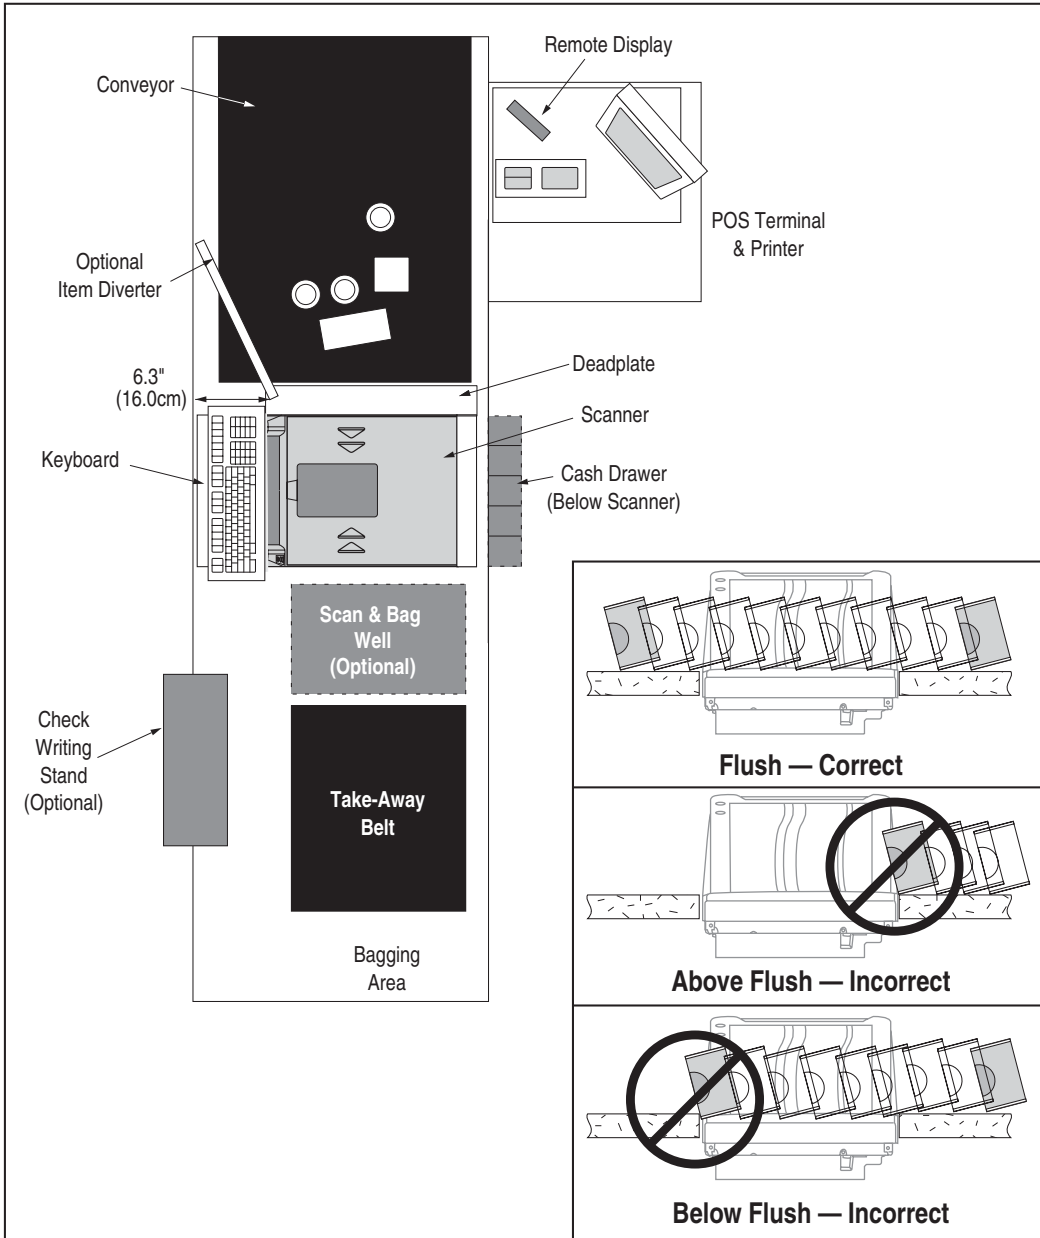 Remote Display
Conveyor
POS Terminal
& Printer
Optional
Item Diverter
6.3"
(16.0cm)
Deadplate
Scanner
Keyboard
Cash Drawer
(Below Scanner)
Scan & Bag
Well
(Optional)
Check
Writing
Stand
(Optional)
Take-Away
Belt
Bagging
Area
Flush — Correct
Above Flush — Incorrect
Below Flush — Incorrect